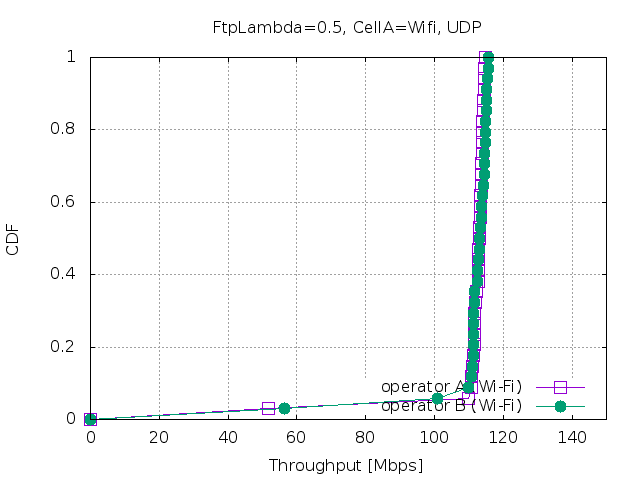 FtpLambda=0.5, CellA=Wifi, UDP
1
0.8
0.6
0.4
0.2
0
CDF
operator A (Wi-Fi)
operator B (Wi-Fi)
0 20 40 60 80 100 120 140
Throughput [Mbps]